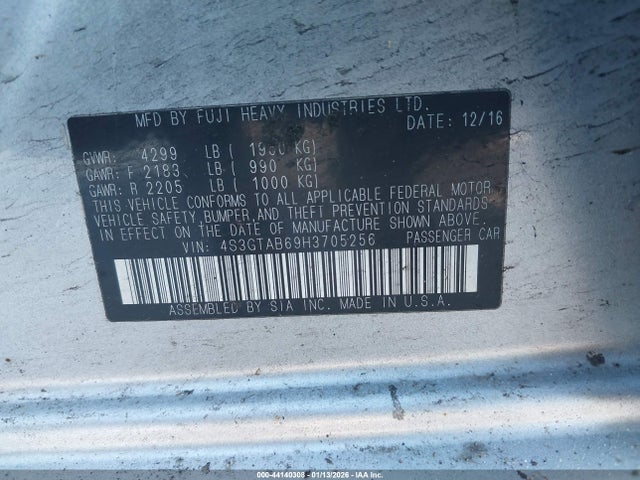 MFD BY FUJI HEAVY INDUSTRIES LTD.
DATE: 12/16
GVWR: 4299 LB ( 1950 KG)
GAWR: F 2183 LB ( 990 KG)
GAWR: R 2205 LB ( 1000 KG)
THIS VEHICLE CONFORMS TO ALL APPLICABLE FEDERAL MOTOR
VEHICLE SAFETY, BUMPER, AND THEFT PREVENTION STANDARDS
IN EFFECT ON THE DATE OF MANUFACTURE SHOWN ABOVE.
VIN: 4S3GTAB69H3705256 PASSENGER CAR
ASSEMBLED BY SIA INC. MADE IN U.S.A.
000-44140308 - 01/13/2026 - IAAI.COM